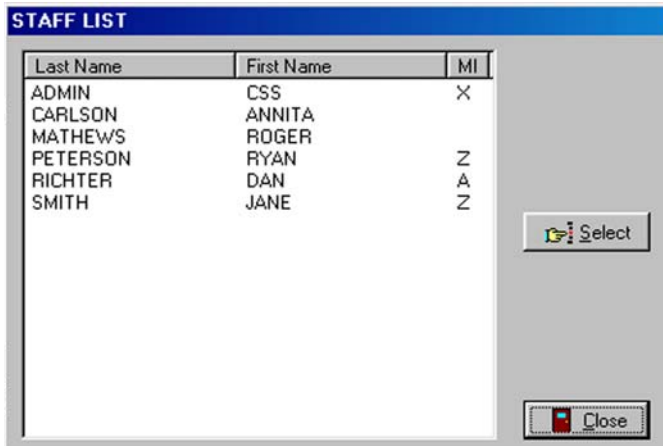 STAFF LIST
Last Name First Name MI
ADMIN CSS X
CARLSON ANNITA
MATHEWS ROGER
PETERSON RYAN Z
RICHTER DAN A
SMITH JANE Z
Select
Close